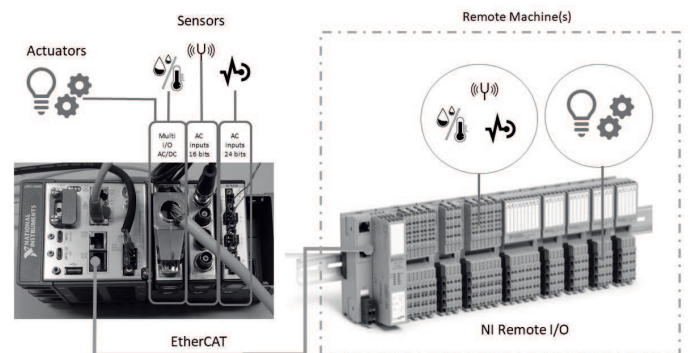 Sensors
Actuators
Multi
I/O
AC/DC
AC
inputs
16 bits
AC
inputs
24 bits
NATIONAL
INSTRUMENTS
EtherCAT
Remote Machine(s)
NI Remote I/O